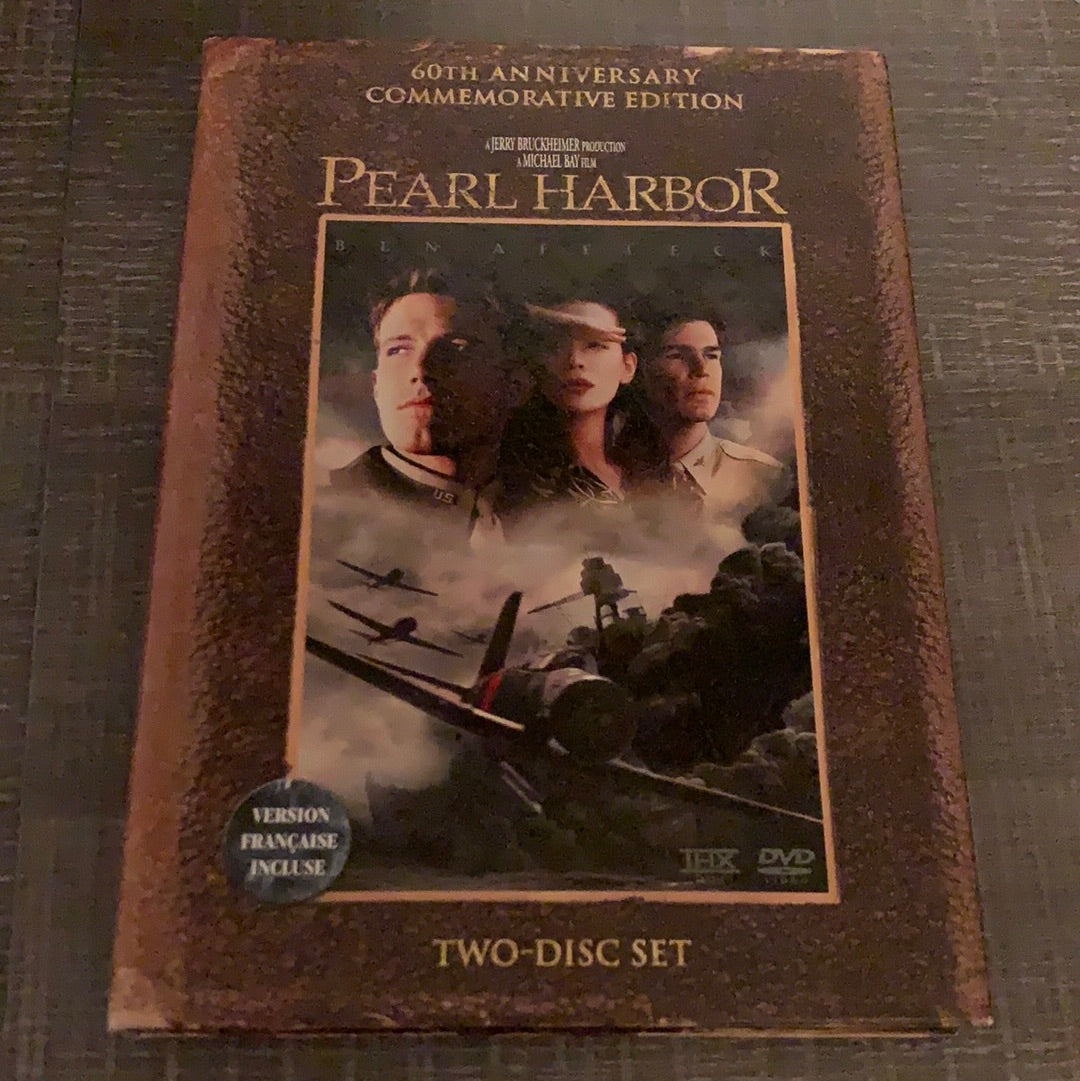 60TH ANNIVERSARY
COMMEMORATIVE EDITION
A JERRY BRUCKHEIMER PRODUCTION
A MICHAEL BAY FILM
PEARL HARBOR
BEN AFFLECK
U.S.
VERSION
FRANÇAISE
INCLUSE
THX
DVD
VIDEO
TWO-DISC SET